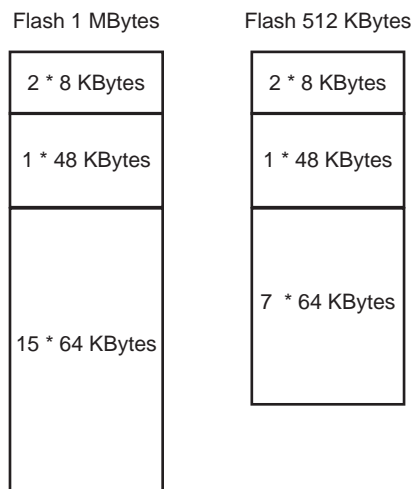 Flash 1 MBytes
2 * 8 KBytes
1 * 48 KBytes
15 * 64 KBytes
Flash 512 KBytes
2 * 8 KBytes
1 * 48 KBytes
7 * 64 KBytes